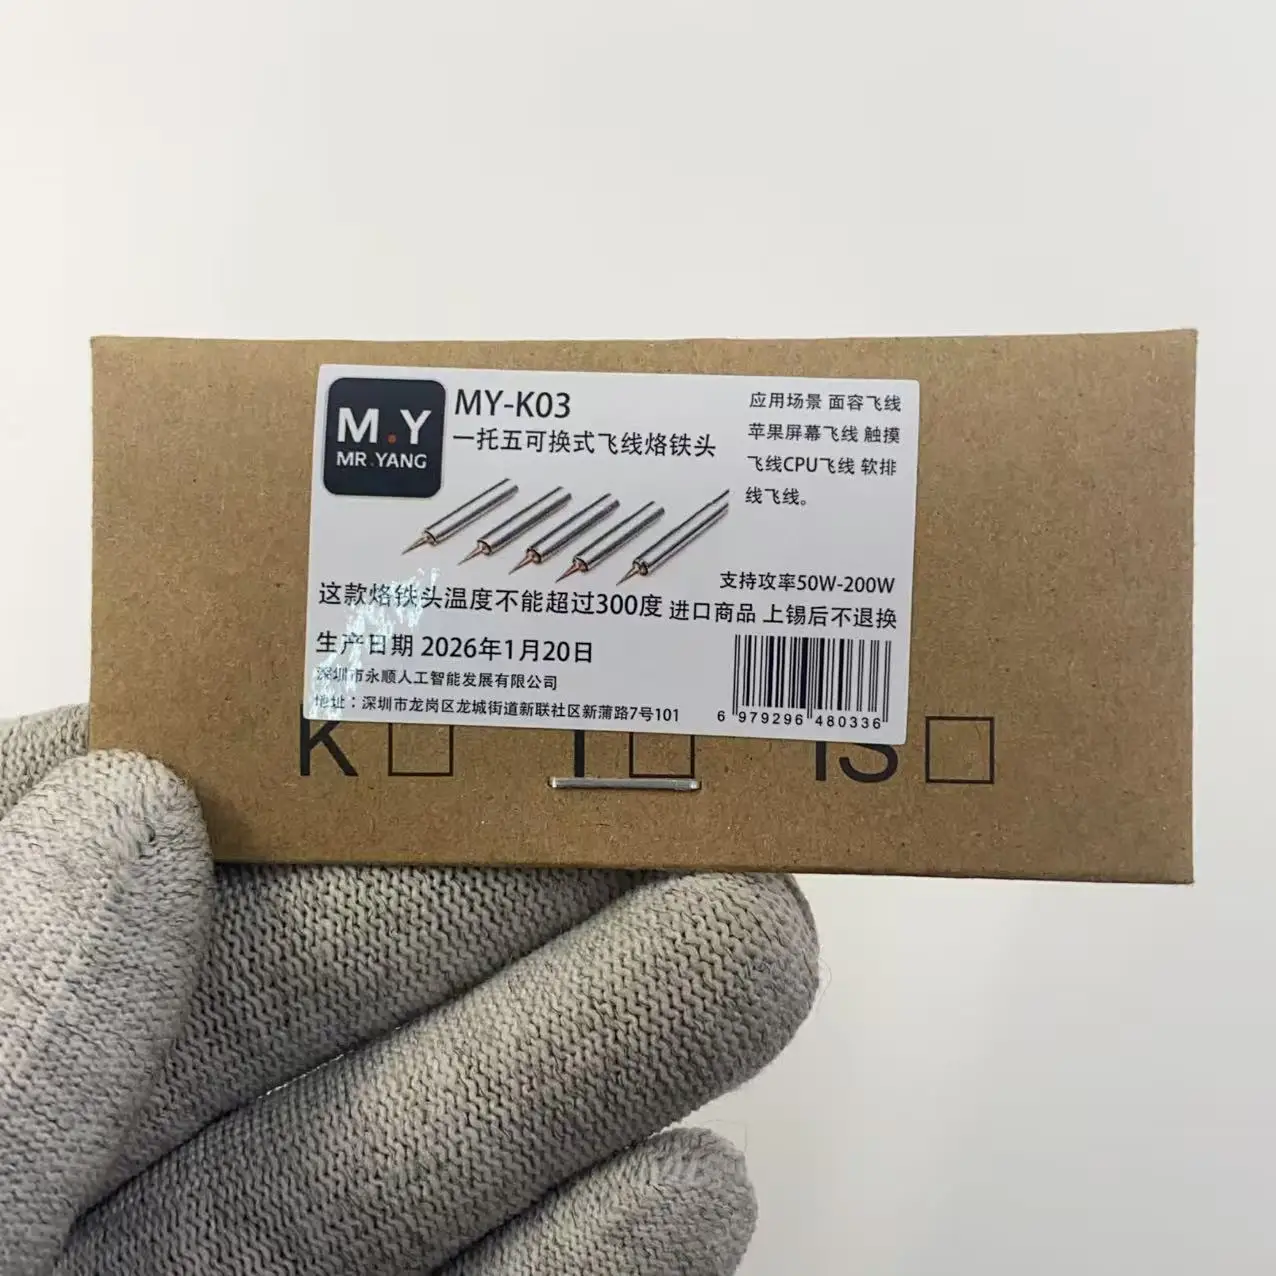 M.Y
MR.YANG
MY-K03
一托五可换式飞线烙铁头
应用场景 面容飞线
苹果屏幕飞线 触摸
飞线CPU飞线 软排
线飞线。
支持攻率50W-200W
这款烙铁头温度不能超过300度 进口商品 上锡后不退换
生产日期 2026年1月20日
深圳市永顺人工智能发展有限公司
地址：深圳市龙岗区龙城街道新联社区新蒲路7号101
6 979296 480336
K
IS